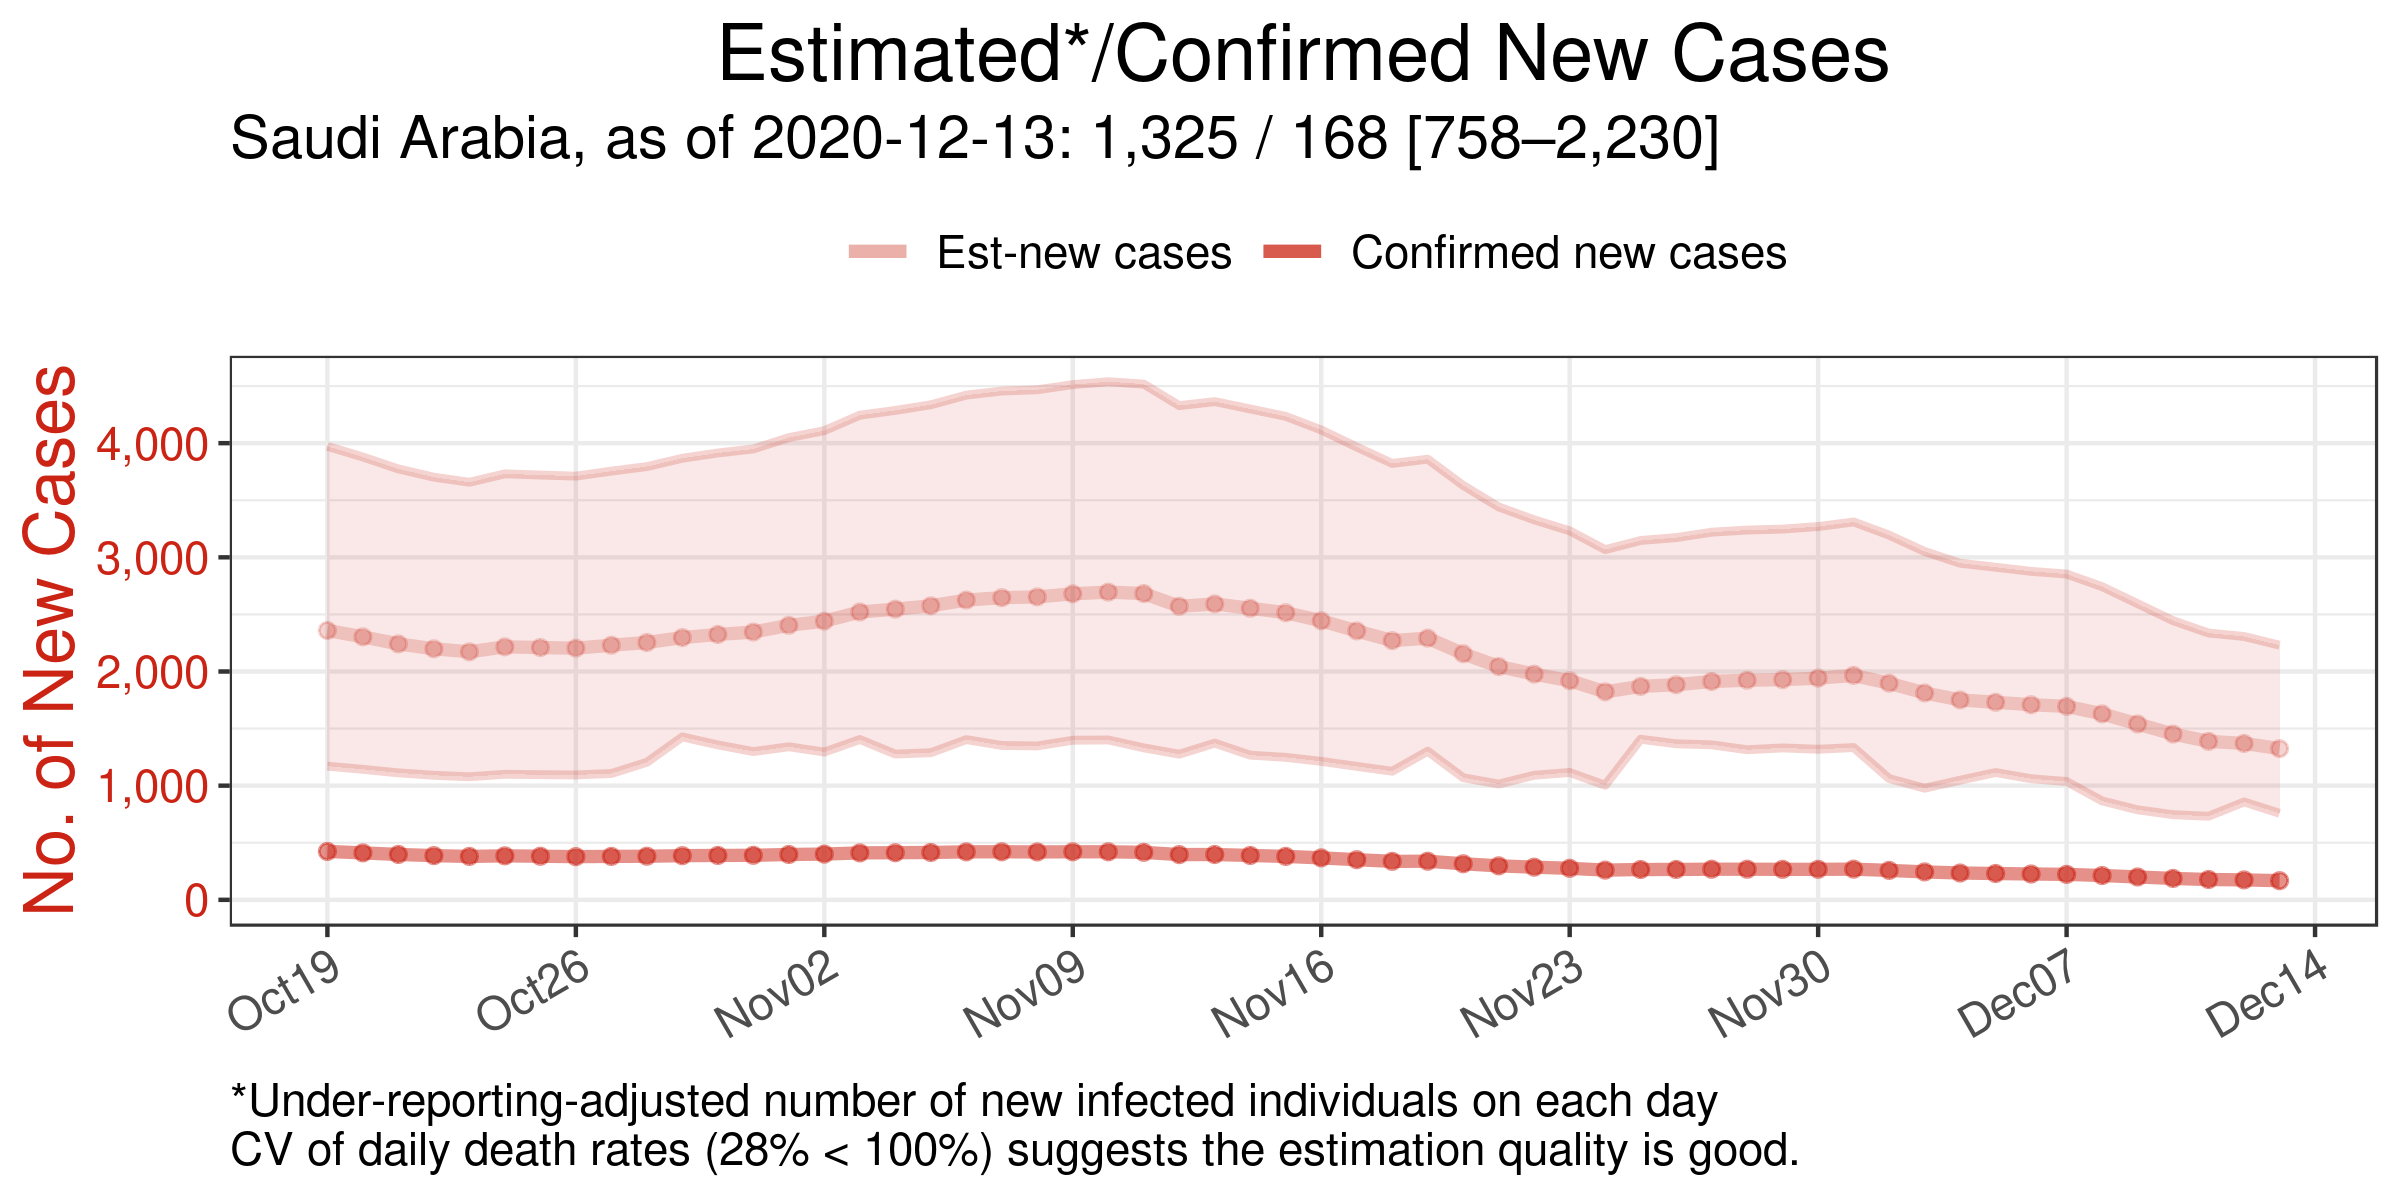 Estimated*/Confirmed New Cases
Saudi Arabia, as of 2020-12-13: 1,325 / 168 [758–2,230]
Est-new cases
Confirmed new cases
No. of New Cases
4,000
3,000
2,000
1,000
0
Oct19
Oct26
Nov02
Nov09
Nov16
Nov23
Nov30
Dec07
Dec14
*Under-reporting-adjusted number of new infected individuals on each day
CV of daily death rates (28% < 100%) suggests the estimation quality is good.